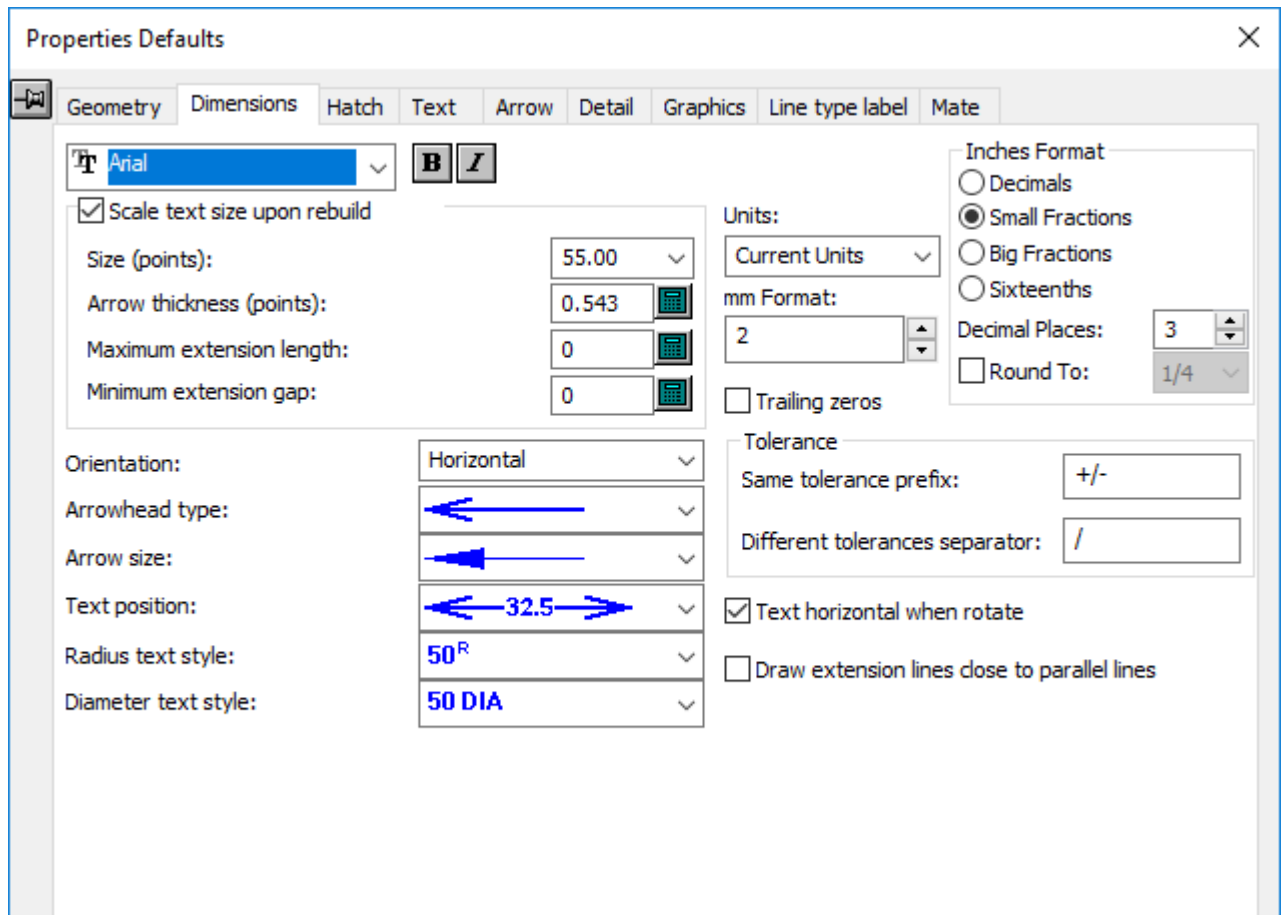 Properties Defaults
Geometry Dimensions Hatch Text Arrow Detail Graphics Line type label Mate
Arial B I
Scale text size upon rebuild
Size (points): 55.00
Arrow thickness (points): 0.543
Maximum extension length: 0
Minimum extension gap: 0
Units:
Current Units
mm Format:
2
Trailing zeros
Inches Format
Decimals
Small Fractions
Big Fractions
Sixteenths
Decimal Places: 3
Round To: 1/4
Orientation: Horizontal
Arrowhead type:
Arrow size:
Text position: 32.5
Radius text style: 50R
Diameter text style: 50 DIA
Tolerance
Same tolerance prefix: +/-
Different tolerances separator: /
Text horizontal when rotate
Draw extension lines close to parallel lines